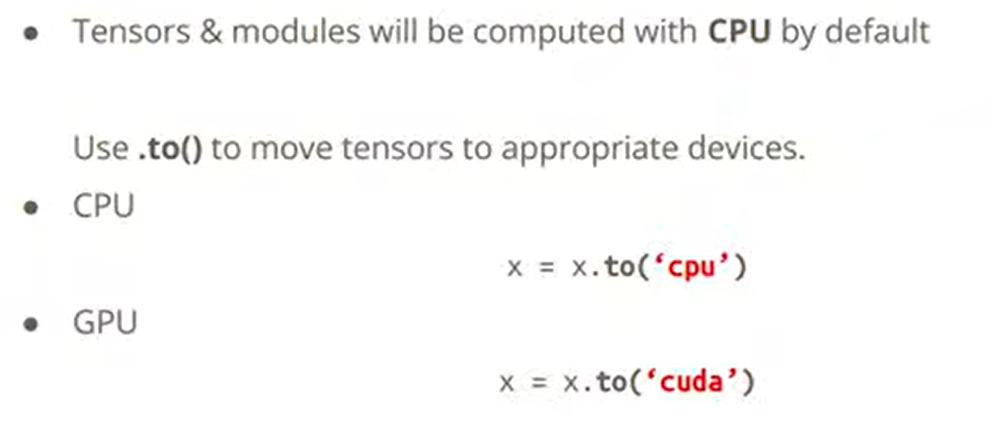 • Tensors & modules will be computed with CPU by default
Use .to() to move tensors to appropriate devices.
• CPU
x = x.to(‘cpu’)
• GPU
x = x.to(‘cuda’)